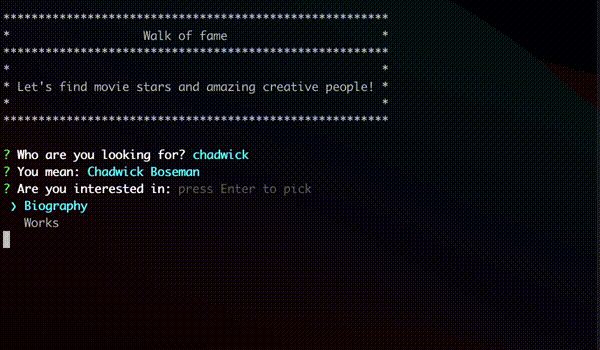 *******************************************************
* Walk of fame *
*******************************************************
* *
* Let's find movie stars and amazing creative people! *
* *
*******************************************************
? Who are you looking for? chadwick
? You mean: Chadwick Boseman
? Are you interested in: press Enter to pick
❯ Biography
Works